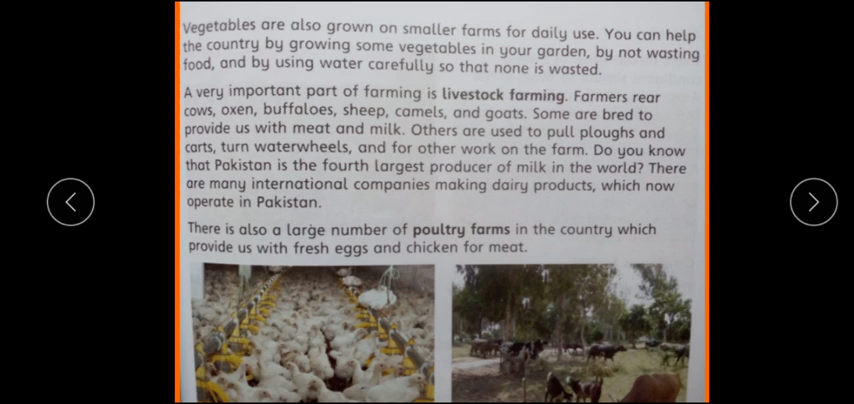 Vegetables are also grown on smaller farms for daily use. You can help
the country by growing some vegetables in your garden, by not wasting
food, and by using water carefully so that none is wasted.
A very important part of farming is livestock farming. Farmers rear
cows, oxen, buffaloes, sheep, camels, and goats. Some are bred to
provide us with meat and milk. Others are used to pull ploughs and
carts, turn waterwheels, and for other work on the farm. Do you know
that Pakistan is the fourth largest producer of milk in the world? There
are many international companies making dairy products, which now
operate in Pakistan.
There is also a large number of poultry farms in the country which
provide us with fresh eggs and chicken for meat.